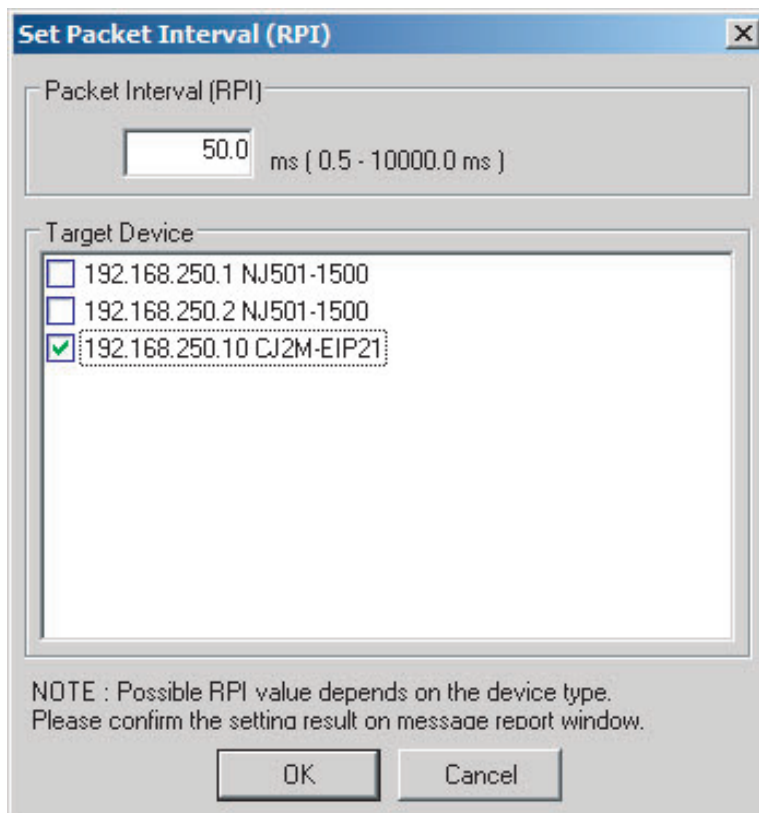 Set Packet Interval (RPI)
Packet Interval (RPI)
50.0 ms ( 0.5 - 10000.0 ms )
Target Device
192.168.250.1 NJ501-1500
192.168.250.2 NJ501-1500
192.168.250.10 CJ2M-EIP21
NOTE : Possible RPI value depends on the device type.
Please confirm the setting result on message report window.
OK Cancel